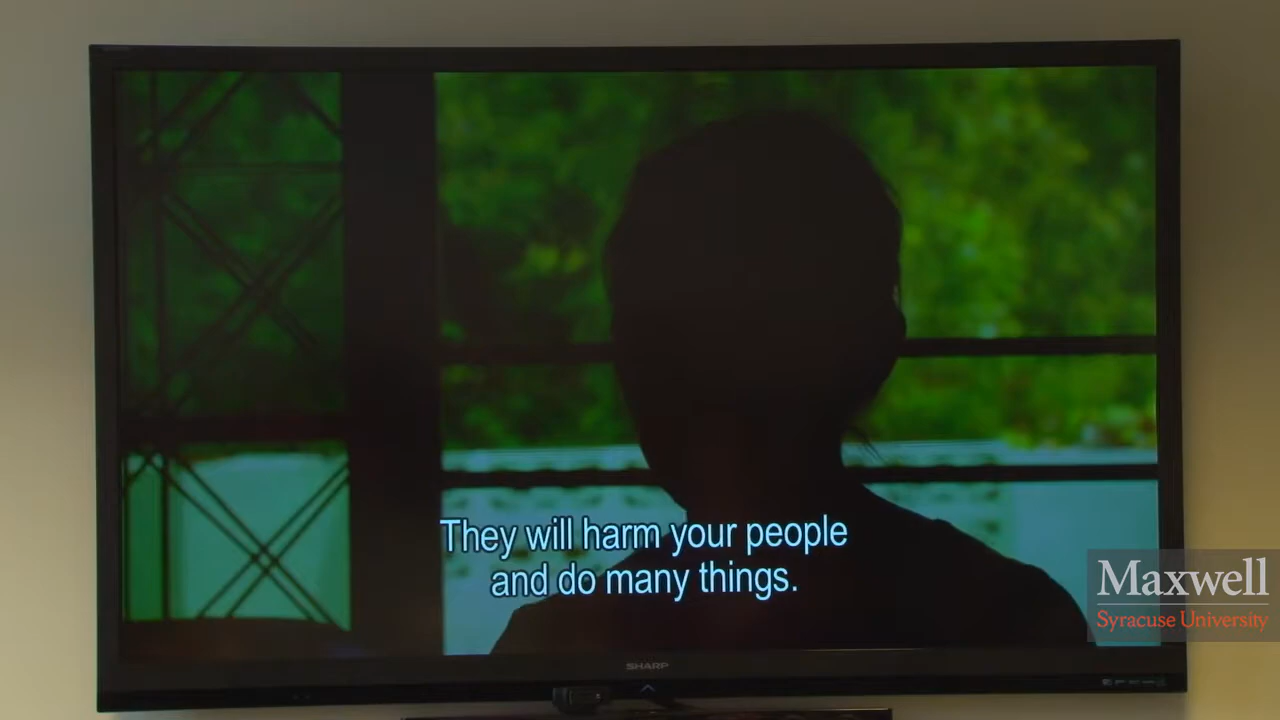 They will harm your people
and do many things.
Maxwell
Syracuse University
SHARP